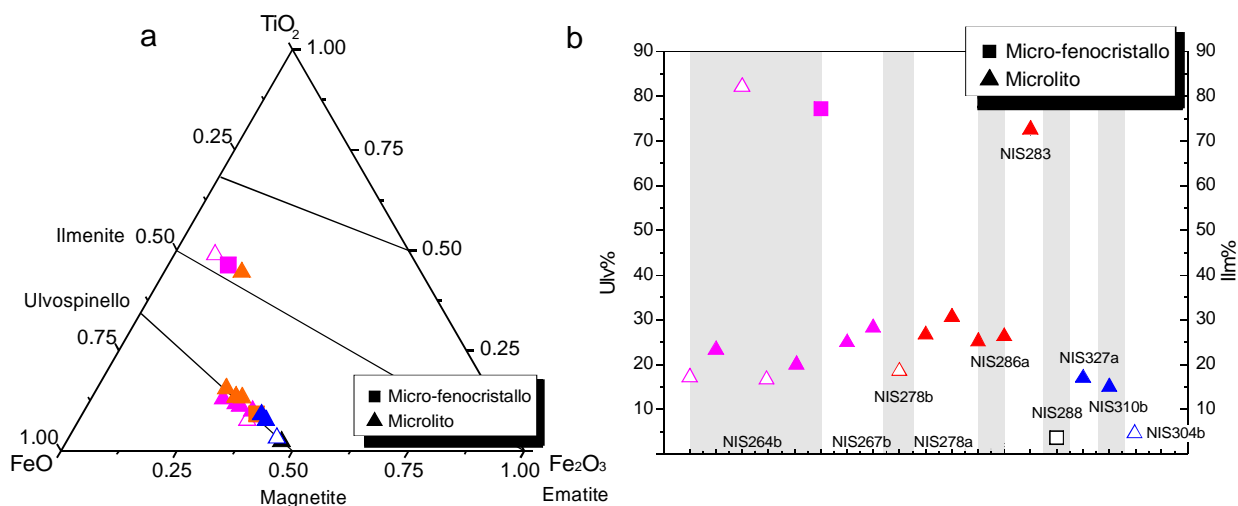 a
TiO2
1.00
0.25
0.75
Ilmenite
0.50
0.50
Ulvospinello
0.75
0.25
Micro-fenocristallo
Microlito
1.00
FeO
0.25
0.50
0.75
1.00
Fe2O3
Magnetite
Ematite
b
Micro-fenocristallo
Microlito
90
80
70
60
50
40
30
20
10
Ulv%
90
80
70
60
50
40
30
20
10
Ilm%
NIS283
NIS327a
NIS286a
NIS278b
NIS310b
NIS288
NIS304b
NIS264b
NIS267b
NIS278a